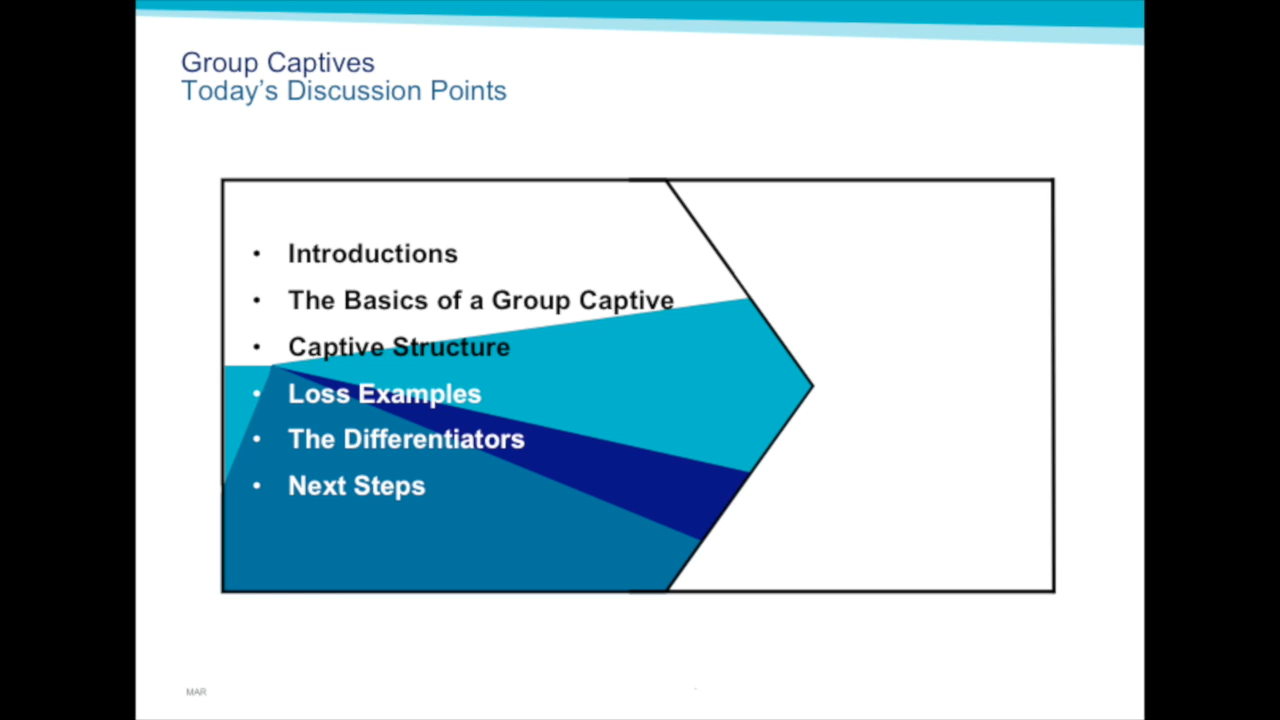 Group Captives
Today’s Discussion Points
• Introductions
• The Basics of a Group Captive
• Captive Structure
• Loss Examples
• The Differentiators
• Next Steps
MAR